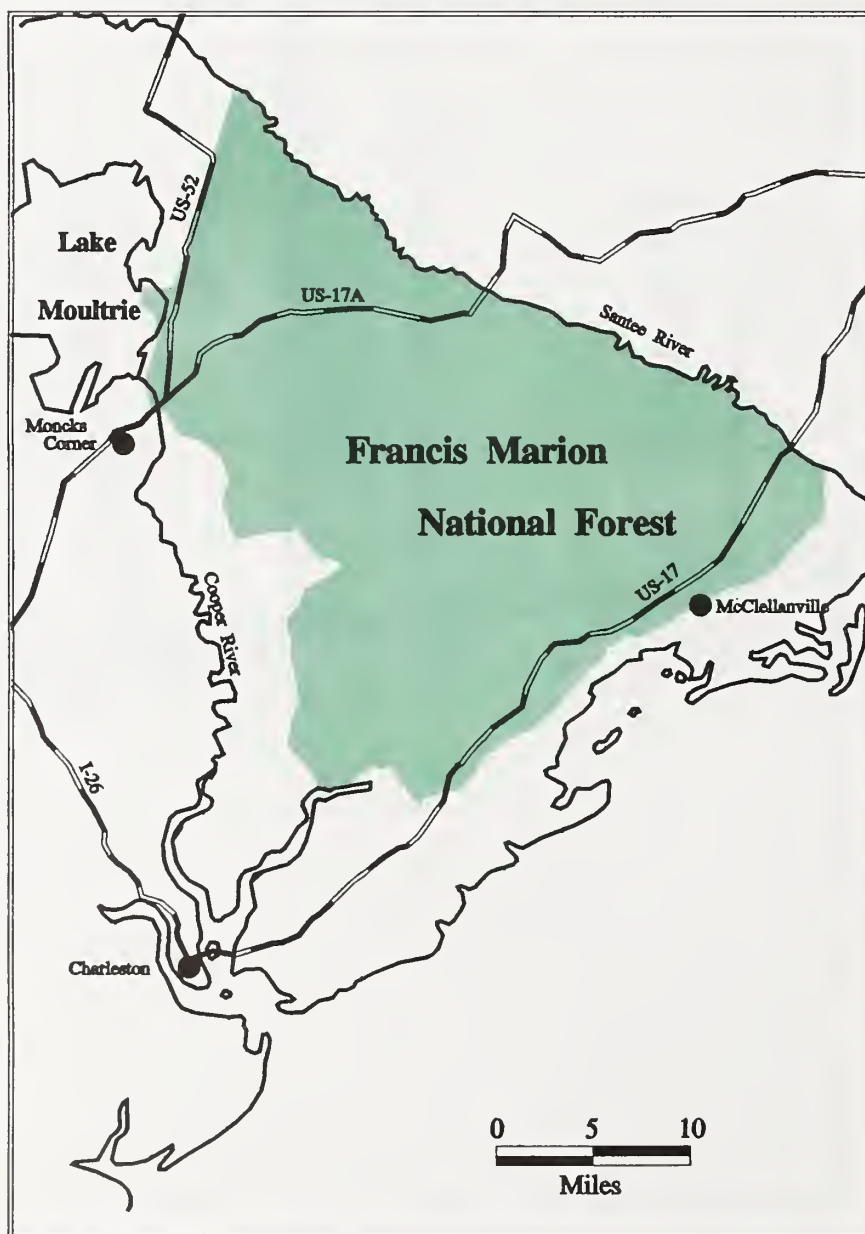 US-52
Lake
Moultrie
US-17A
Santee River
Moncks
Corner
Francis Marion
National Forest
US-17
McClellanville
Cooper River
I-26
Charleston
0 5 10
Miles